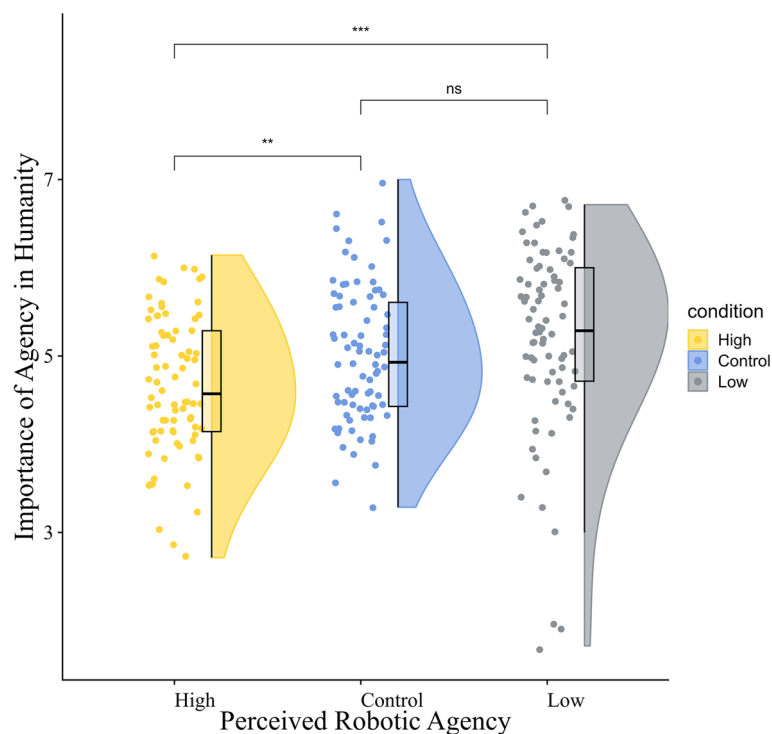 ***
ns
**
7
5
3
Importance of Agency in Humanity
High
Control
Low
Perceived Robotic Agency
condition
High
Control
Low